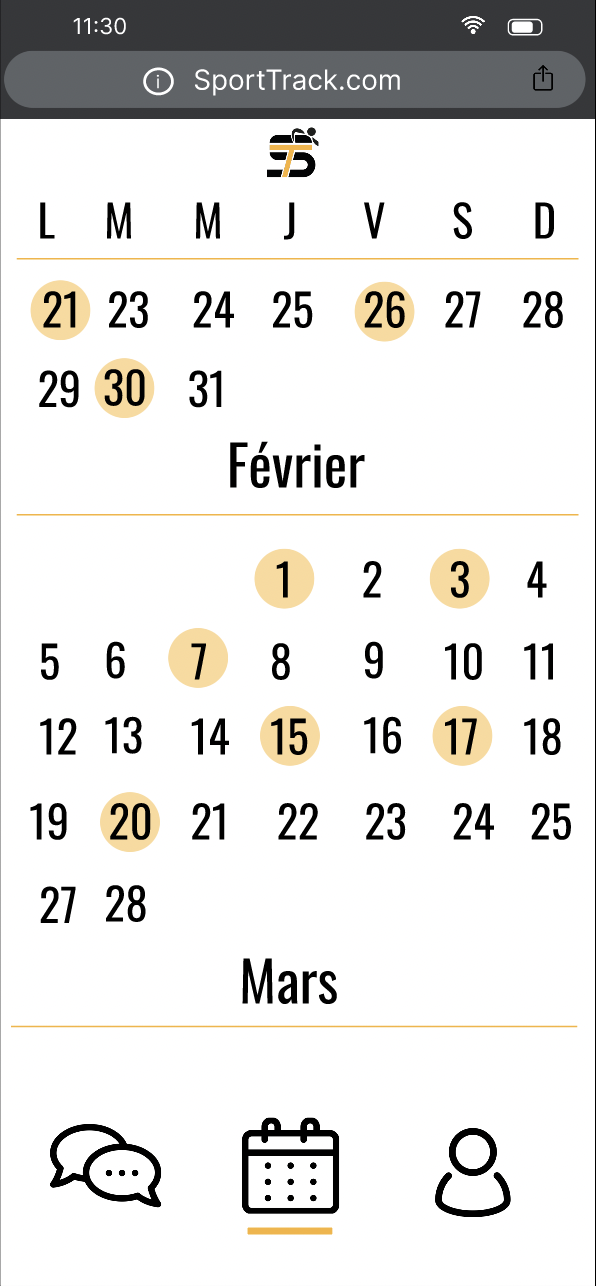 11:30
SportTrack.com
L M M J V S D
21 23 24 25 26 27 28
29 30 31
Février
1 2 3 4
5 6 7 8 9 10 11
12 13 14 15 16 17 18
19 20 21 22 23 24 25
27 28
Mars